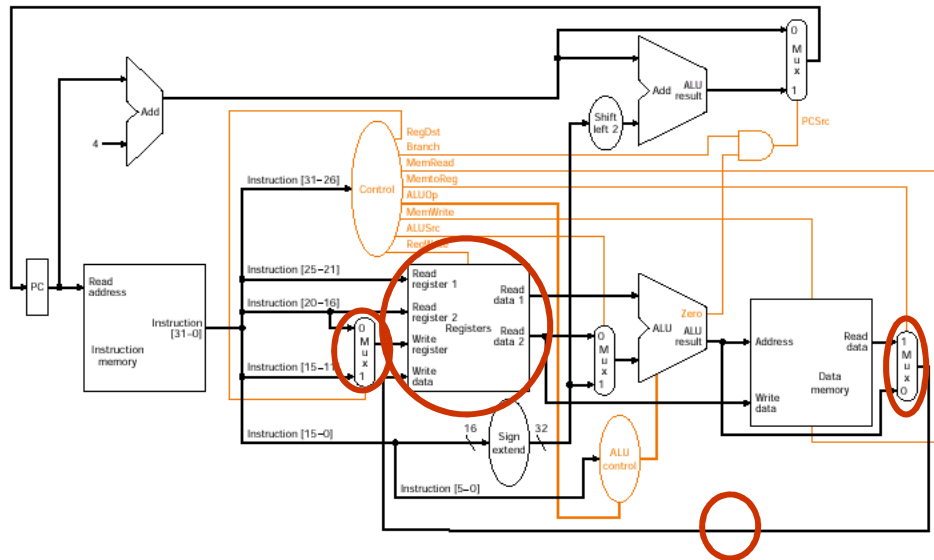 0
M
u
x
1
Add
ALU
result
Add
4
Shift
left 2
PCSrc
RegDst
Branch
MemRead
MemtoReg
ALUOp
MemWrite
ALUSrc
RegWrite
Control
Instruction [31–26]
Instruction [25–21]
Instruction [20–16]
Instruction [15–11]
Instruction [15–0]
Instruction [5–0]
PC
Read
address
Instruction
[31–0]
Instruction
memory
0
M
u
x
1
Read
register 1
Read
register 2
Write
register
Write
data
Registers
Read
data 1
Read
data 2
0
M
u
x
1
Zero
ALU
ALU
result
Address
Write
data
Read
data
Data
memory
1
M
u
x
0
16
Sign
extend
32
ALU
control